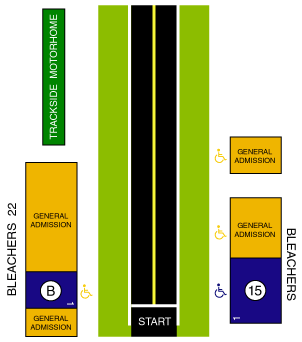 TRACKSIDE MOTORHOME
BLEACHERS 22
GENERAL
ADMISSION
B
GENERAL
ADMISSION
START
GENERAL
ADMISSION
GENERAL
ADMISSION
15
BLEACHERS